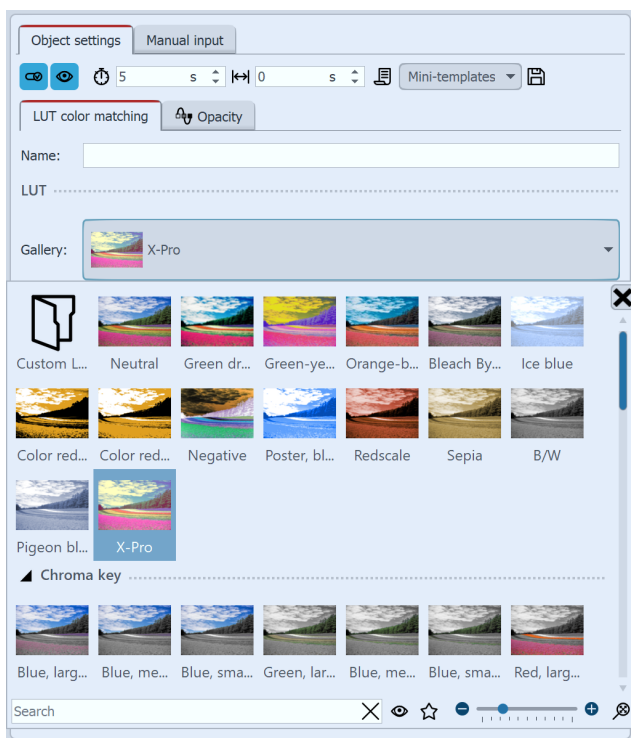 Object settings Manual input
5 s 0 s Mini-templates
LUT color matching Opacity
Name:
LUT
Gallery: X-Pro
Custom L... Neutral Green dr... Green-ye... Orange-b... Bleach By... Ice blue
Color red... Color red... Negative Poster, bl... Redscale Sepia B/W
Pigeon bl... X-Pro
Chroma key
Blue, larg... Blue, me... Blue, sma... Green, lar... Blue, me... Blue, sma... Red, larg...
Search